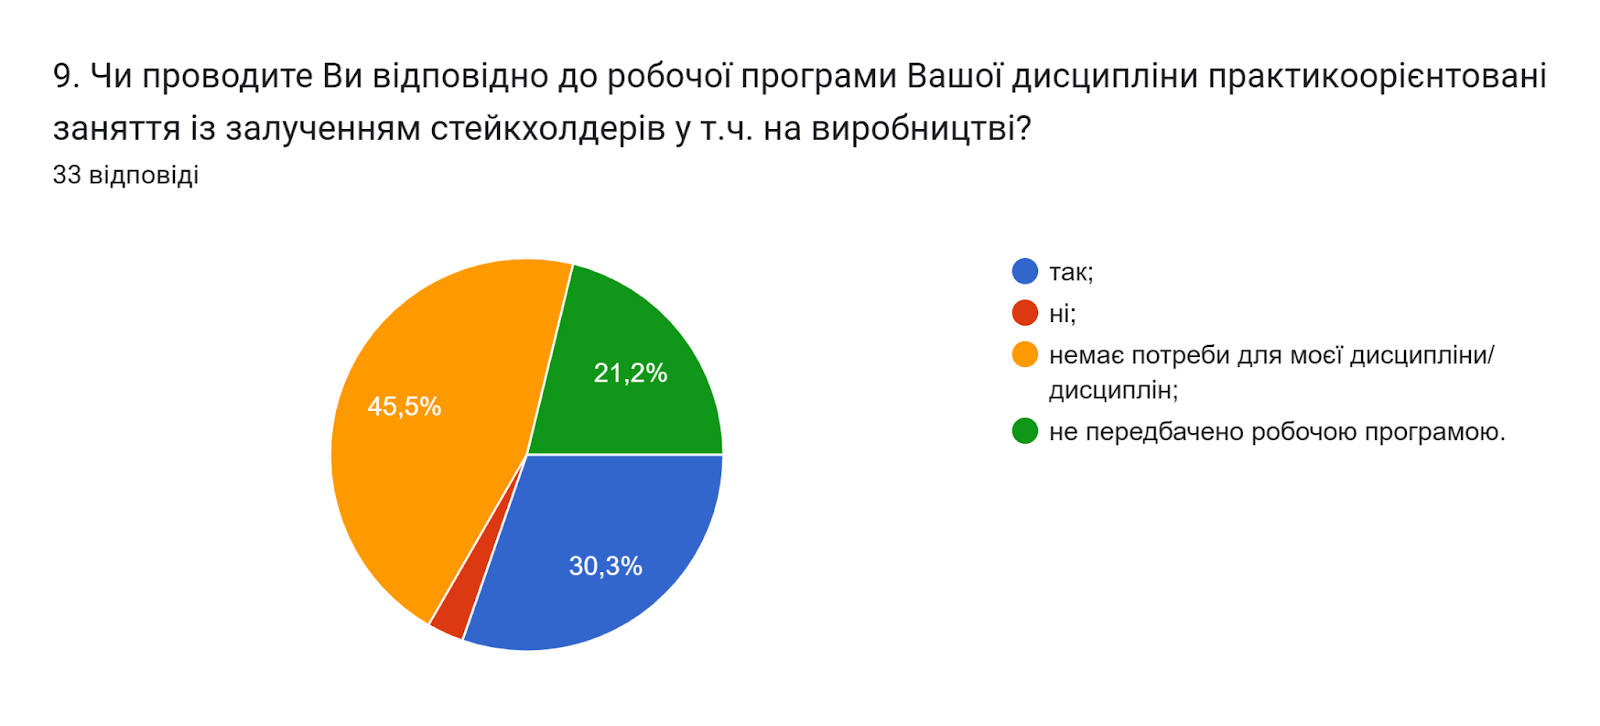 9. Чи проводите Ви відповідно до робочої програми Вашої дисципліни практикоорієнтовані
заняття із залученням стейкхолдерів у т.ч. на виробництві?
33 відповіді
так;
ні;
немає потреби для моєї дисципліни/
дисциплін;
не передбачено робочою програмою.
21,2%
45,5%
30,3%